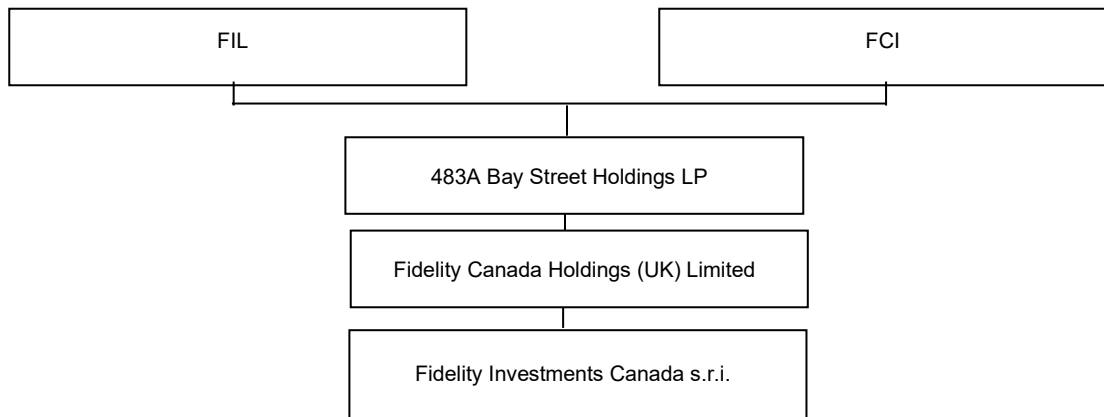 FIL
FCI
483A Bay Street Holdings LP
Fidelity Canada Holdings (UK) Limited
Fidelity Investments Canada s.r.i.